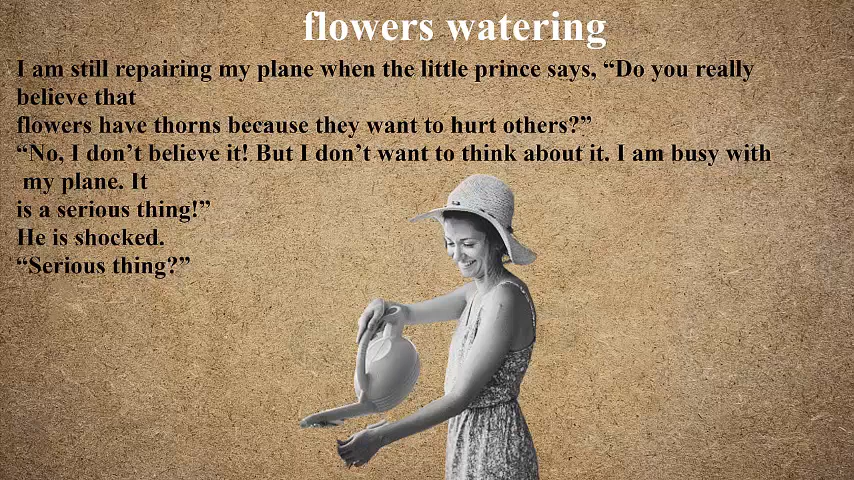 flowers watering
I am still repairing my plane when the little prince says, “Do you really
believe that
flowers have thorns because they want to hurt others?”
“No, I don’t believe it! But I don’t want to think about it. I am busy with
my plane. It
is a serious thing!”
He is shocked.
“Serious thing?”